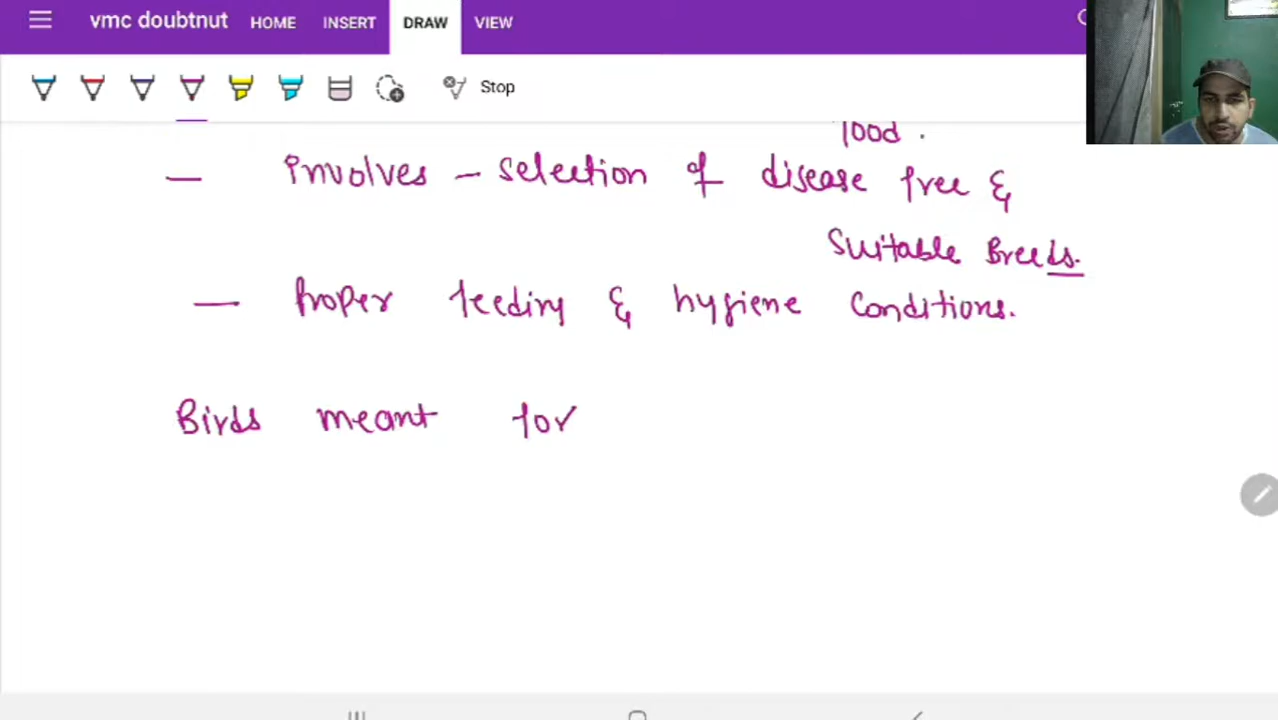 vmc doubtnut HOME INSERT DRAW VIEW
Stop
food.
— involves – selection of disease free &
Suitable Breeds.
— Proper feeding & hygiene Conditions.
Birds meant for